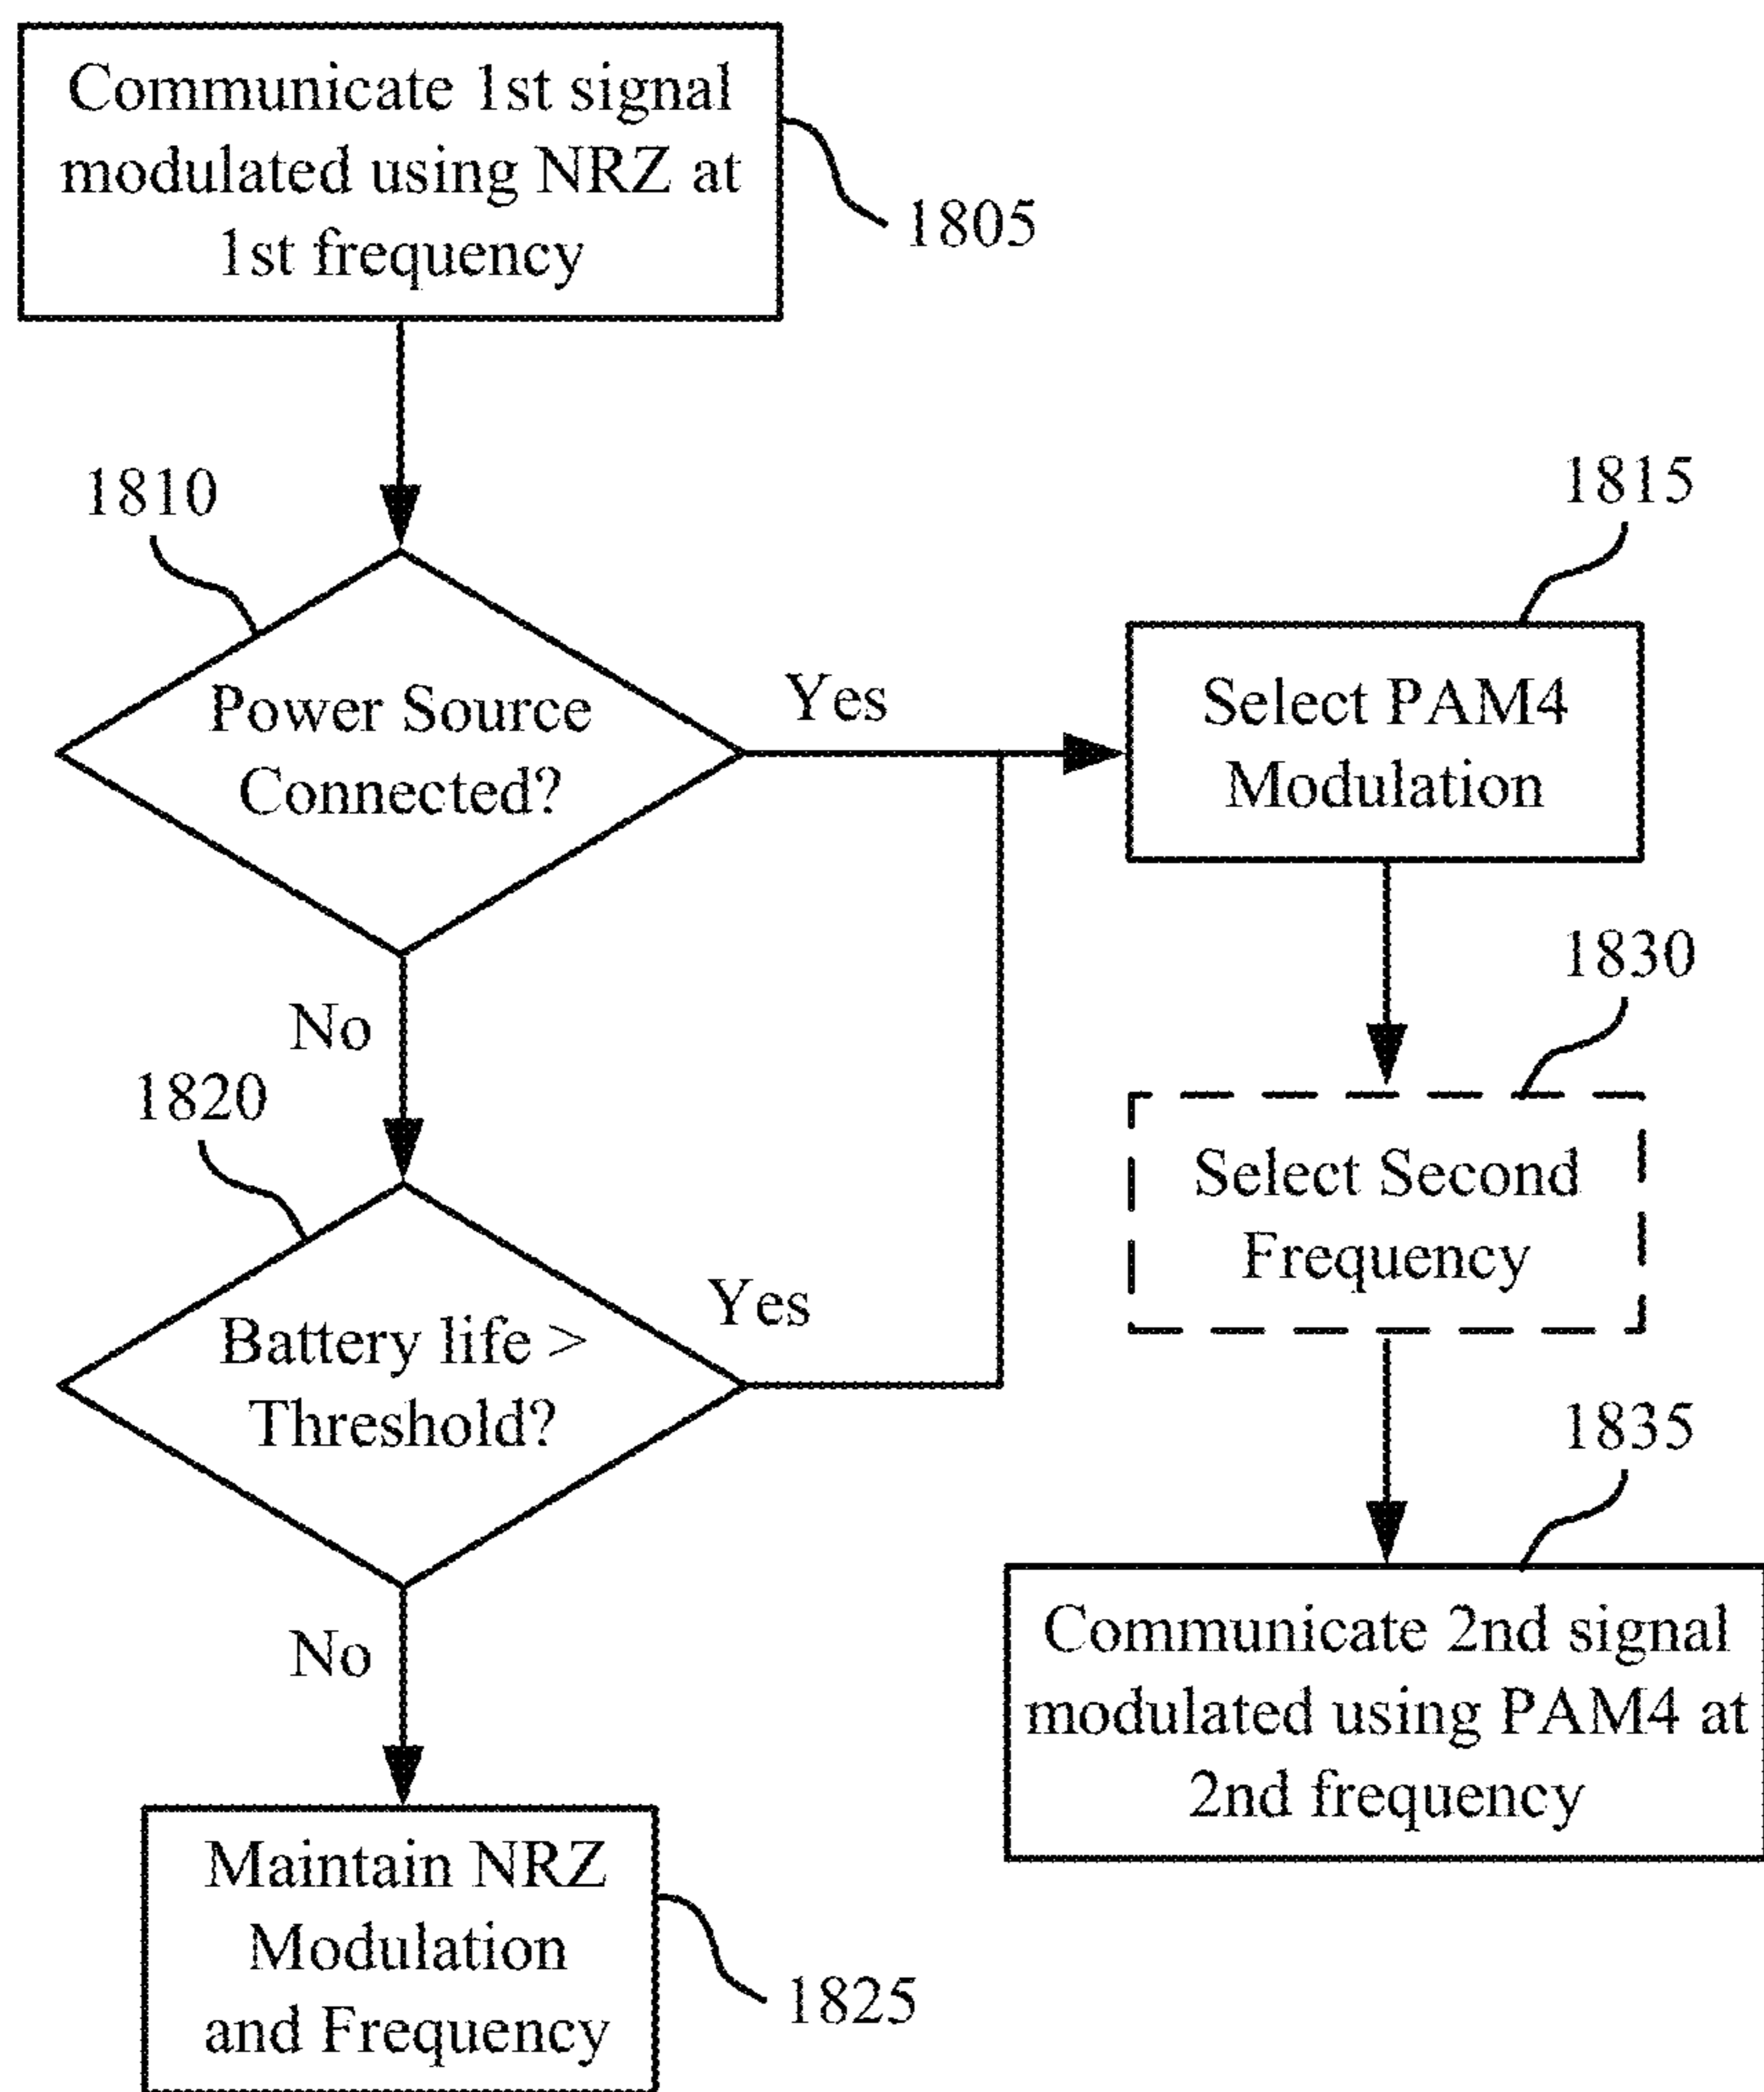 Communicate 1st signal
modulated using NRZ at
1st frequency
1805
1810
Power Source
Connected?
Yes
1815
Select PAM4
Modulation
No
1820
Battery life >
Threshold?
Yes
1830
Select Second
Frequency
1835
Communicate 2nd signal
modulated using PAM4 at
2nd frequency
No
Maintain NRZ
Modulation
and Frequency
1825